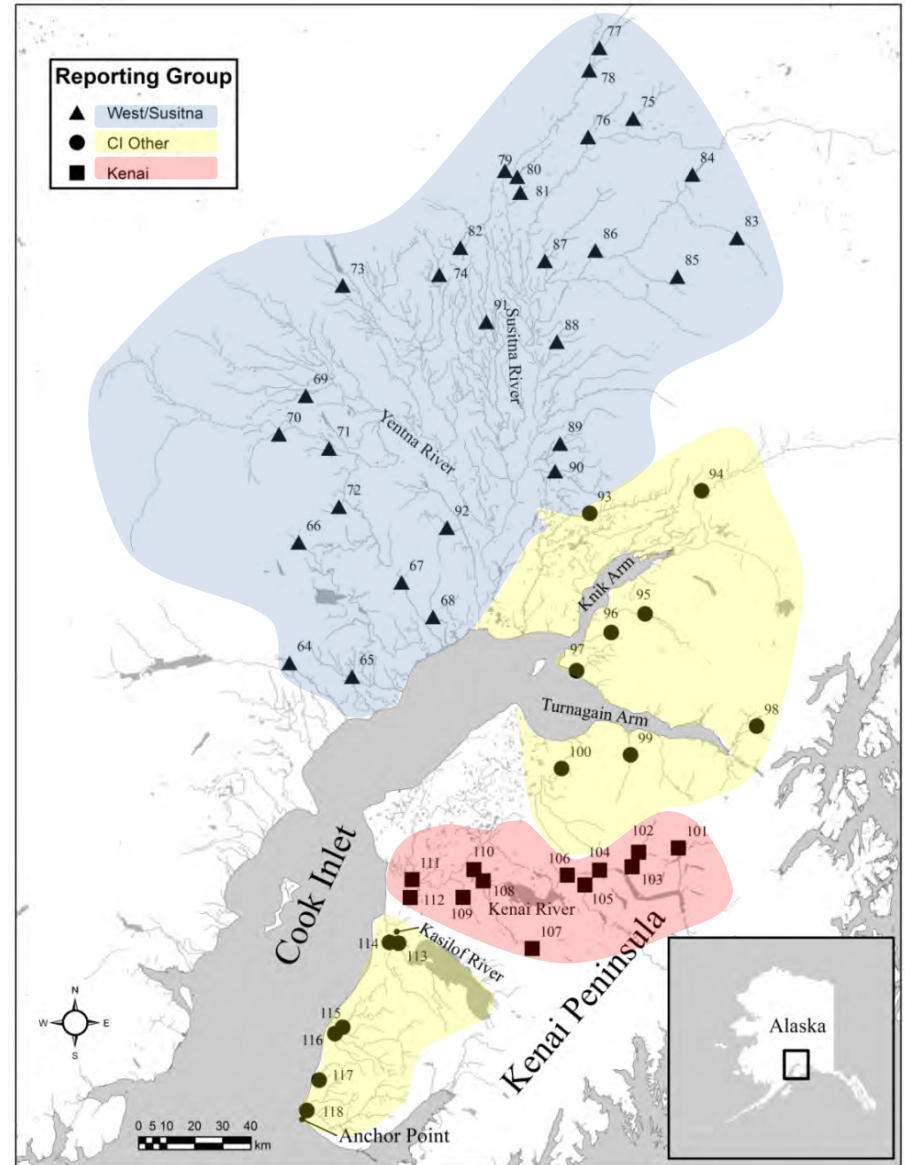 Reporting Group
West/Susitna
CI Other
Kenai
77
78
75
76
79
80
84
81
83
82
86
87
74
85
73
91
Susitna River
88
69
Yentna River
70
71
89
90
94
72
93
92
66
Knik Arm
67
95
96
68
64
97
65
98
Turnagain Arm
99
100
Cook Inlet
102
101
104
110
106
103
111
108
105
Kenai River
112
109
107
Kasilof River
114
113
Kenai Peninsula
N
W
E
S
115
116
Alaska
117
118
0 5 10 20 30 40
km
Anchor Point